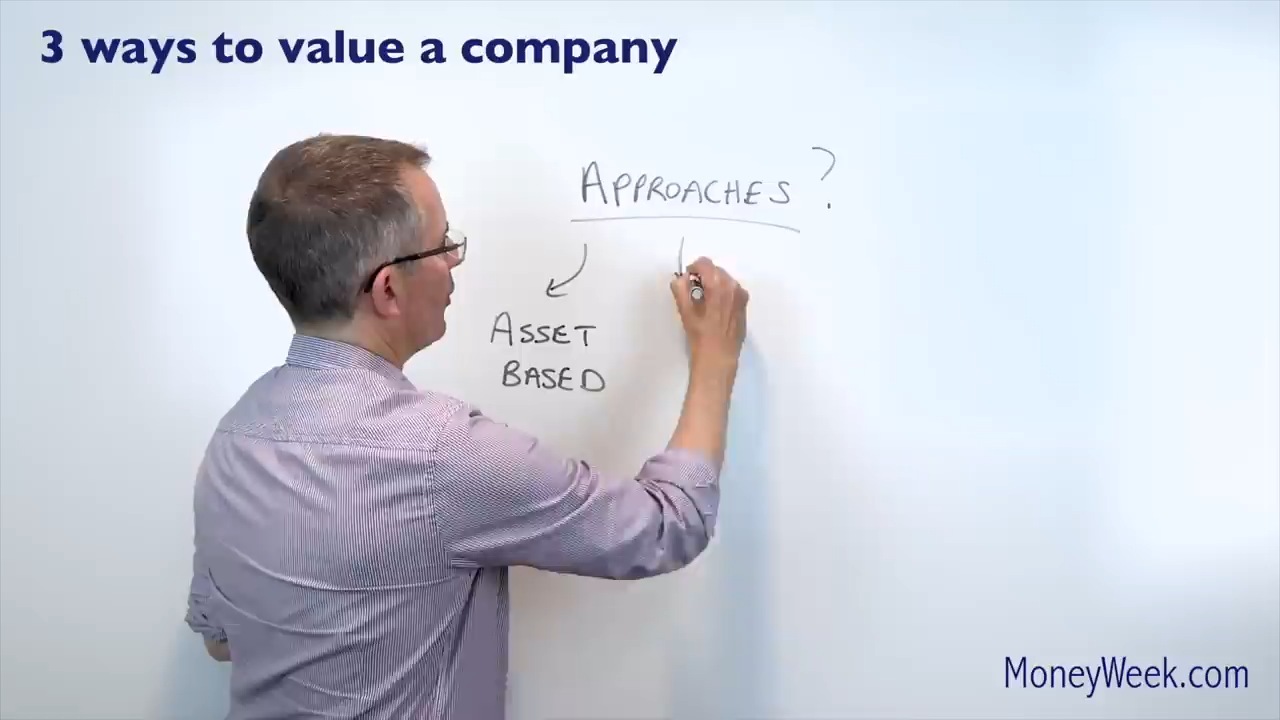 3 ways to value a company
APPROACHES ?
ASSET
BASED
MoneyWeek.com